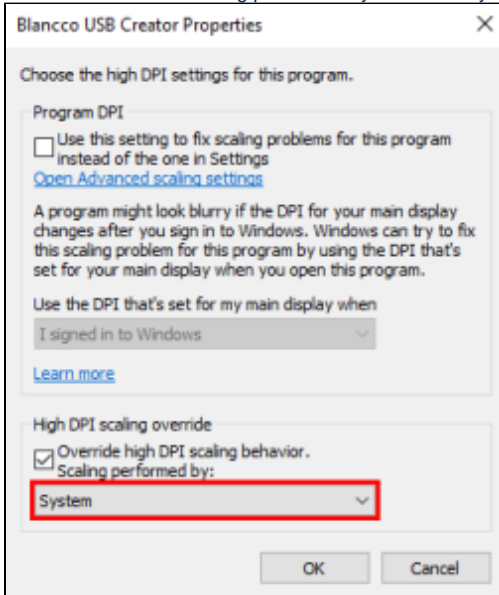 Blancco USB Creator Properties
Choose the high DPI settings for this program.
Program DPI
Use this setting to fix scaling problems for this program
instead of the one in Settings
Open Advanced scaling settings
A program might look blurry if the DPI for your main display
changes after you sign in to Windows. Windows can try to fix
this scaling problem for this program by using the DPI that's
set for your main display when you open this program.
Use the DPI that's set for my main display when
I signed in to Windows
Learn more
High DPI scaling override
Override high DPI scaling behavior.
Scaling performed by:
System
OK Cancel